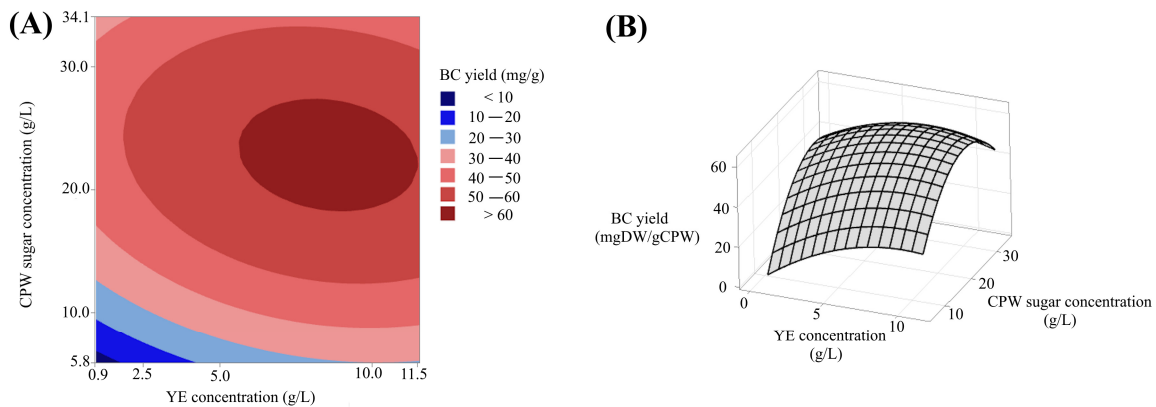 (A)
34.1
30.0
20.0
10.0
5.8
CPW sugar concentration (g/L)
0.9
2.5
5.0
10.0
11.5
YE concentration (g/L)
BC yield (mg/g)
< 10
10 — 20
20 — 30
30 — 40
40 — 50
50 — 60
> 60
(B)
BC yield
(mgDW/gCPW)
60
40
20
0
0
5
10
YE concentration
(g/L)
10
20
30
CPW sugar concentration
(g/L)